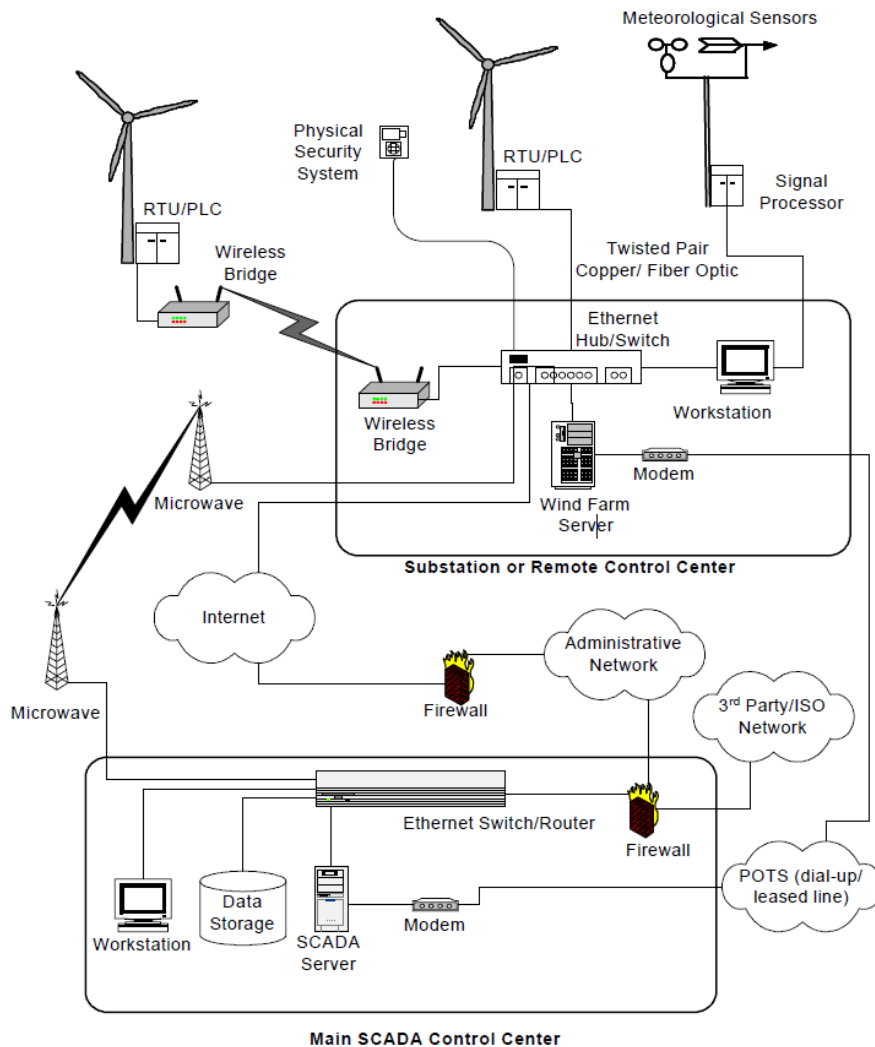 Meteorological Sensors
Physical
Security
System
RTU/PLC
Signal
Processor
RTU/PLC
Wireless
Bridge
Twisted Pair
Copper/ Fiber Optic
Ethernet
Hub/Switch
Workstation
Wireless
Bridge
Modem
Microwave
Wind Farm
Server
Substation or Remote Control Center
Internet
Administrative
Network
Firewall
3rd Party/ISO
Network
Microwave
Ethernet Switch/Router
Firewall
POTS (dial-up/
leased line)
Data
Storage
Workstation
SCADA
Server
Modem
Main SCADA Control Center